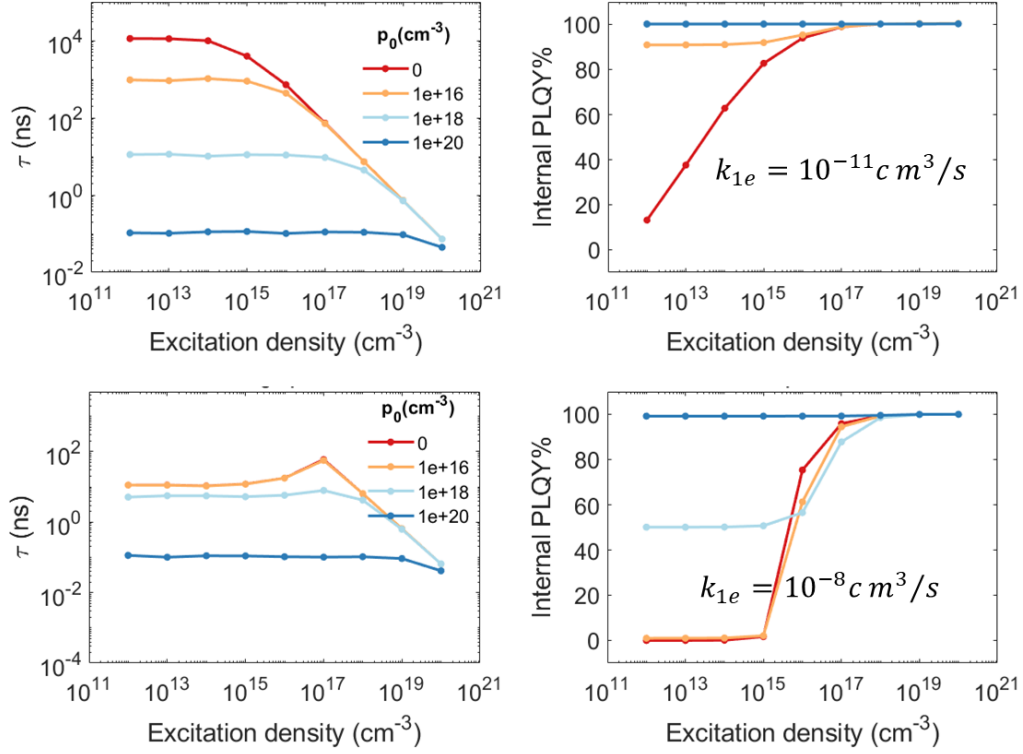 10^4
10^2
10^0
10^-2
τ (ns)
p_0(cm^-3)
0
1e+16
1e+18
1e+20
10^11
10^13
10^15
10^17
10^19
10^21
Excitation density (cm^-3)
100
80
60
40
20
0
Internal PLQY%
k_1e = 10^-11 c m^3/s
10^11
10^13
10^15
10^17
10^19
10^21
Excitation density (cm^-3)
10^2
10^0
10^-2
10^-4
τ (ns)
p_0(cm^-3)
0
1e+16
1e+18
1e+20
10^11
10^13
10^15
10^17
10^19
10^21
Excitation density (cm^-3)
100
80
60
40
20
0
Internal PLQY%
k_1e = 10^-8 c m^3/s
10^11
10^13
10^15
10^17
10^19
10^21
Excitation density (cm^-3)